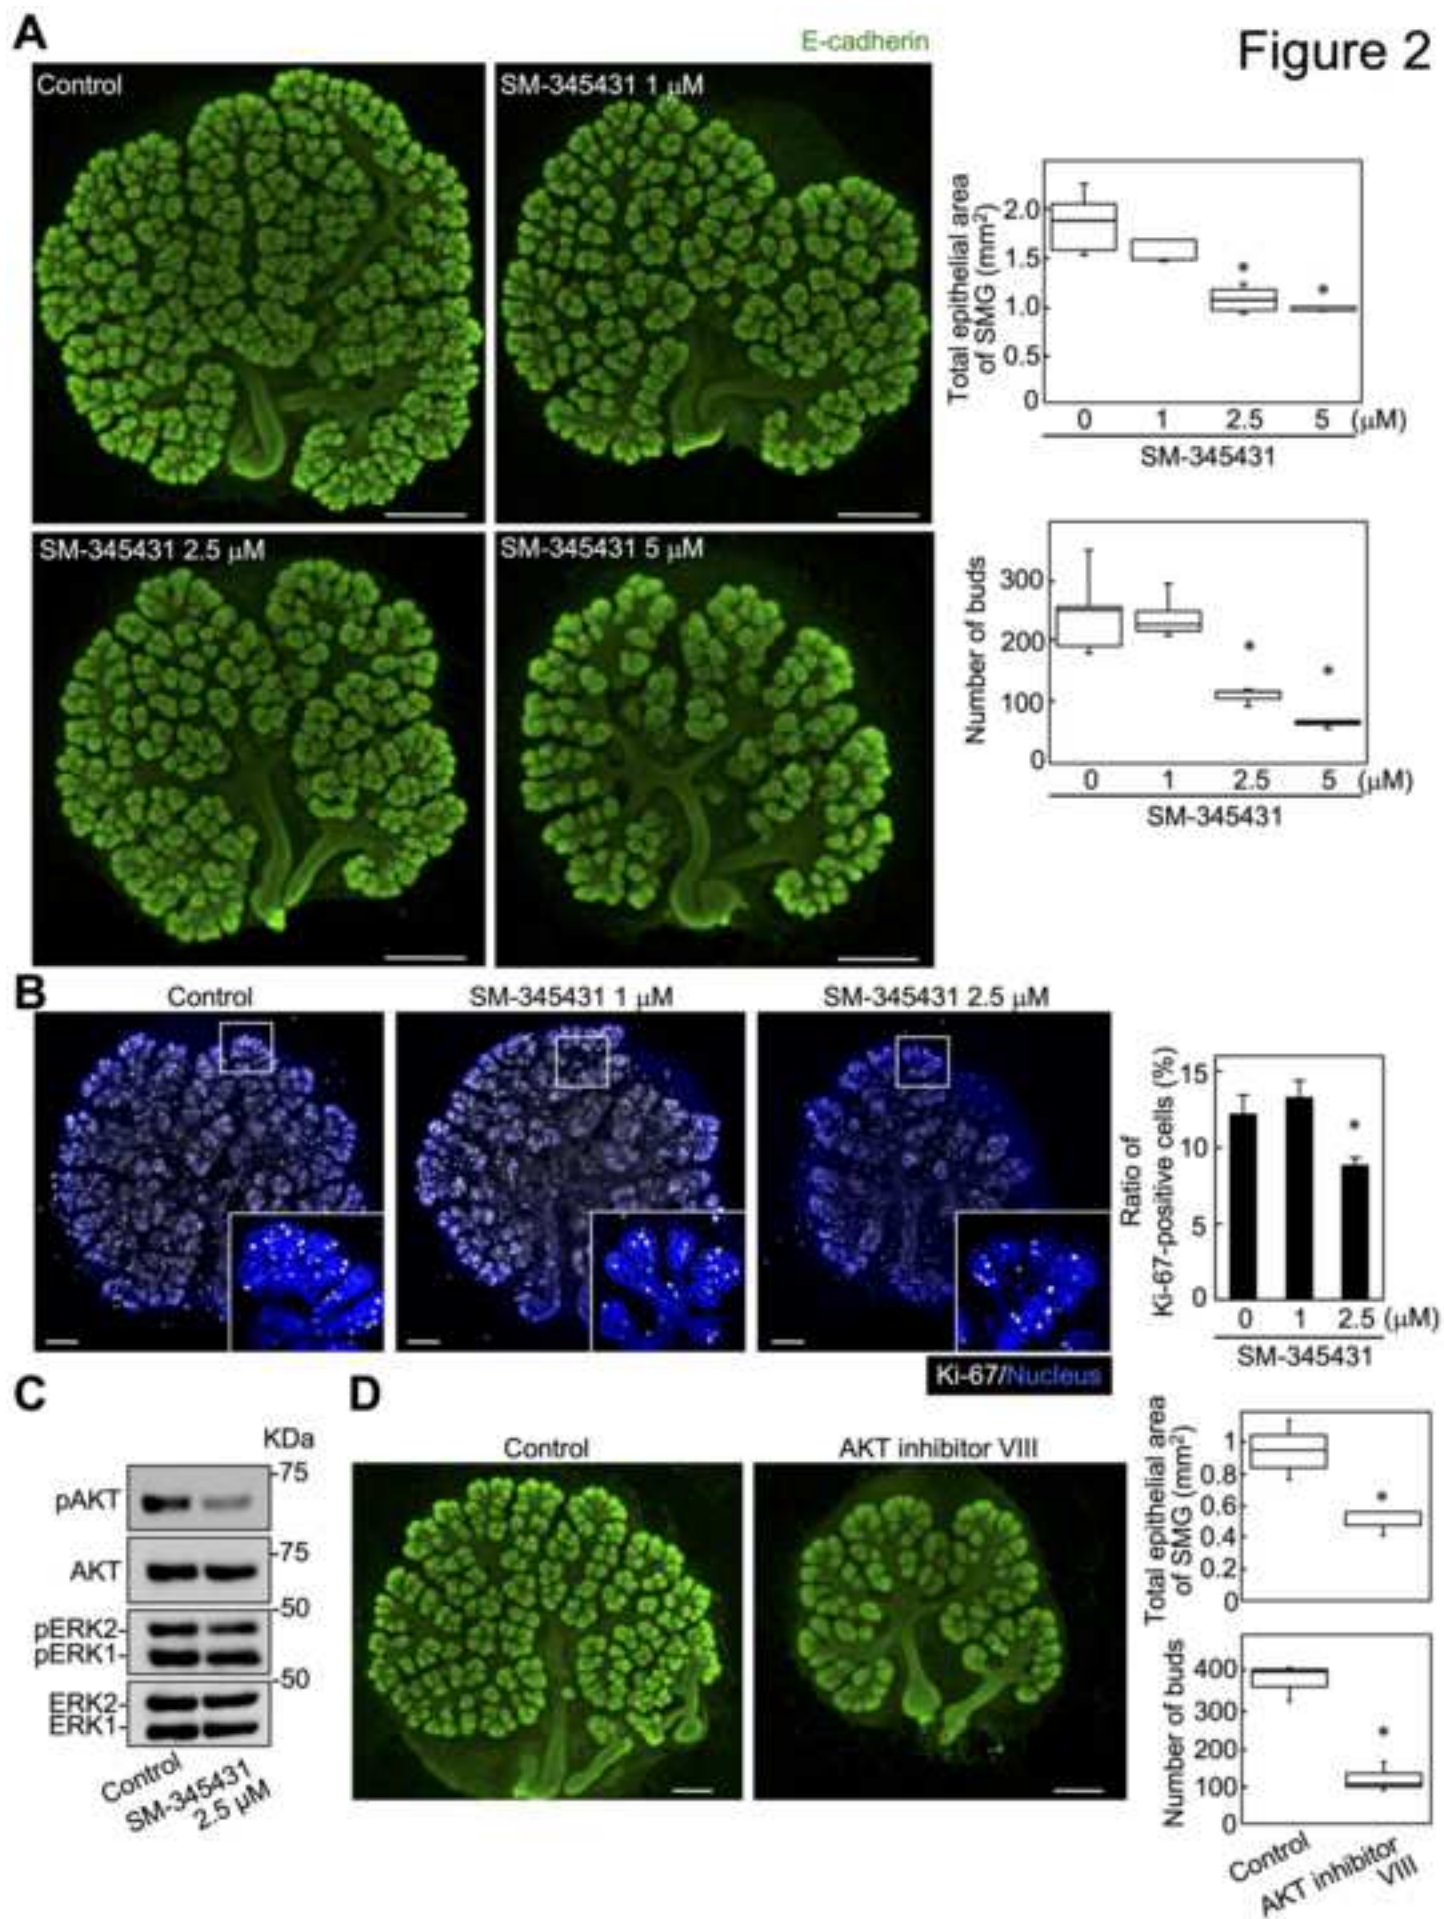 Figure 2
A
E-cadherin
Control
SM-345431 1 μM
SM-345431 2.5 μM
SM-345431 5 μM
Total epithelial area
of SMG (mm2)
2.0
1.5
1.0
0.5
0
*
*
0 1 2.5 5 (μM)
SM-345431
Number of buds
300
200
100
0
*
*
0 1 2.5 5 (μM)
SM-345431
B
Control
SM-345431 1 μM
SM-345431 2.5 μM
Ki-67/Nucleus
Ratio of
Ki-67-positive cells (%)
15
10
5
0
*
0 1 2.5 (μM)
SM-345431
C
KDa
pAKT
-75
AKT
-75
pERK2-
pERK1-
-50
ERK2-
ERK1-
-50
Control
SM-345431
2.5 μM
D
Control
AKT inhibitor VIII
Total epithelial area
of SMG (mm2)
1
0.8
0.6
0.4
0.2
0
*
Number of buds
400
300
200
100
0
*
Control
AKT inhibitor
VIII